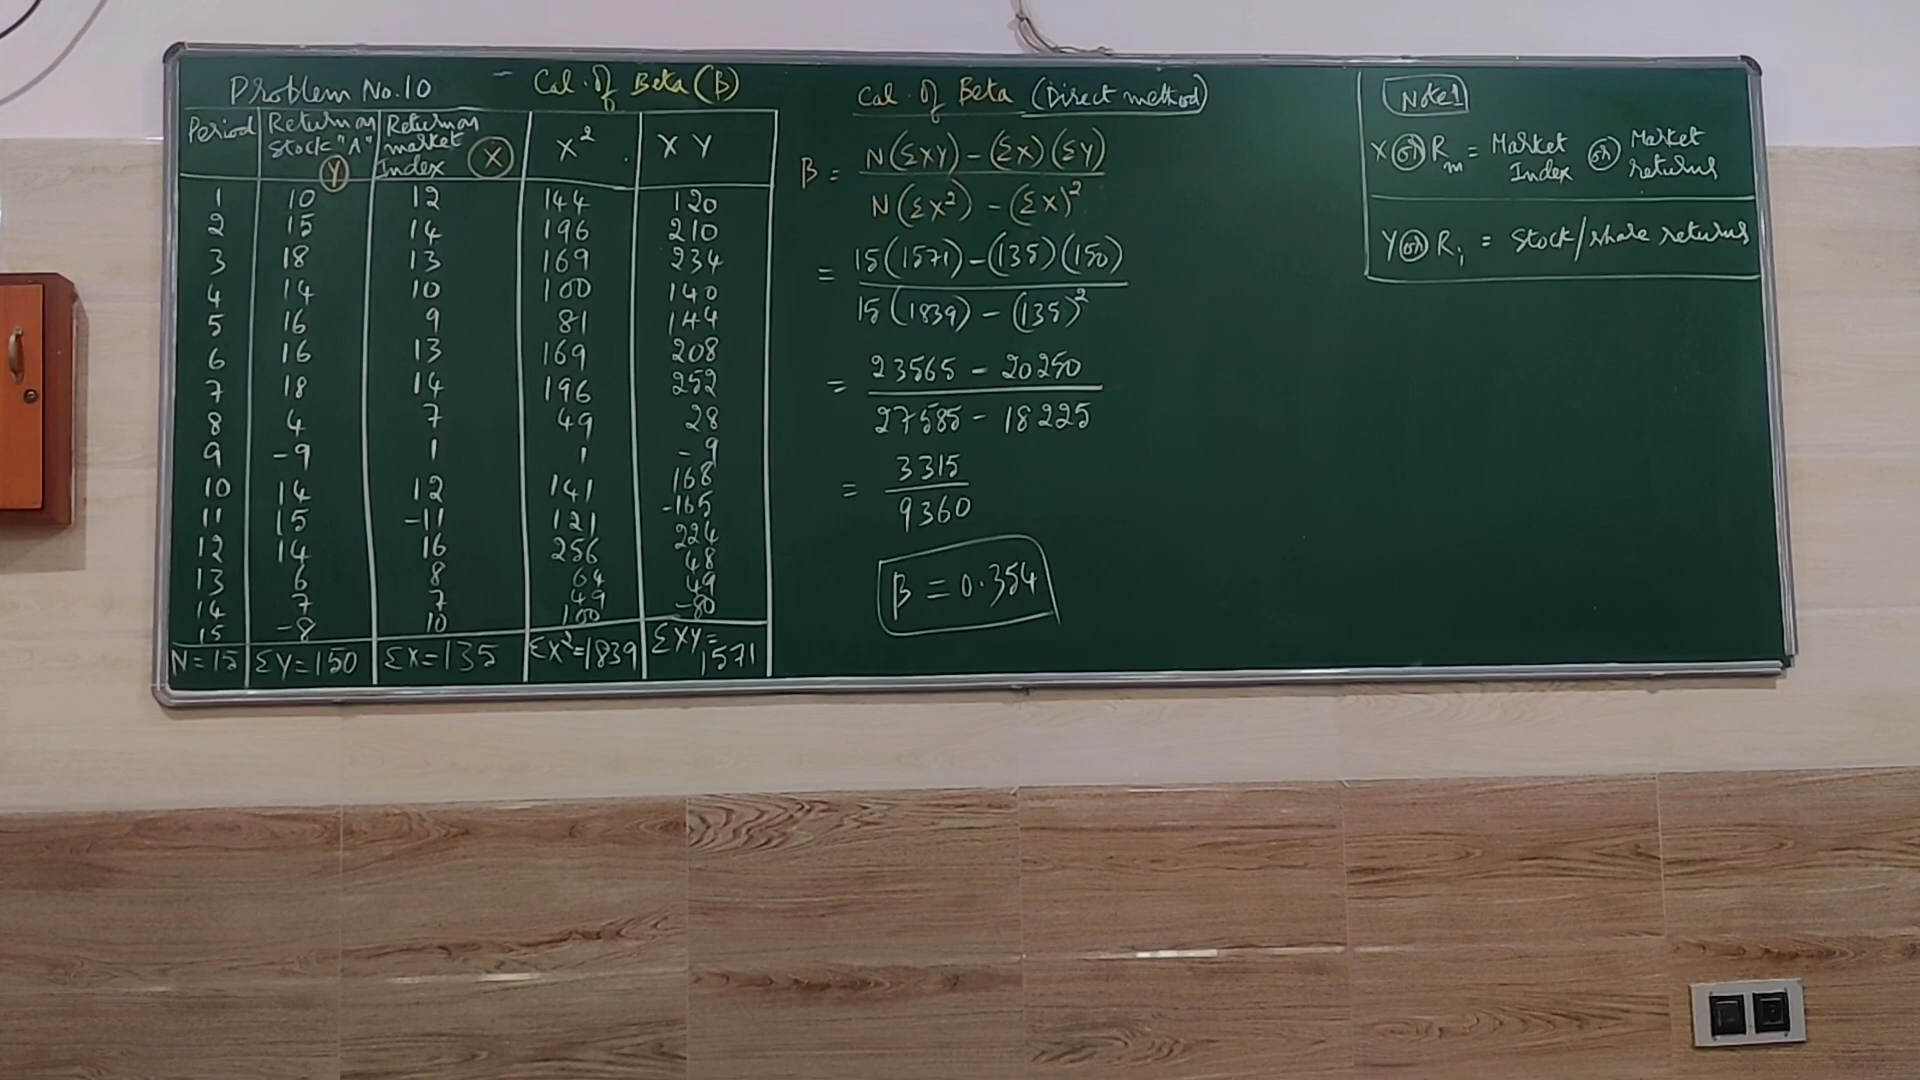 Problem No.10 - Cal. of Beta (B)
Period | Return on Stock "A" (Y) | Return on market Index (X) | X² | XY
1 10 12 144 120
2 15 14 196 210
3 18 13 169 234
4 14 10 100 140
5 16 9 81 144
6 16 13 169 208
7 18 14 196 252
8 4 7 49 28
9 -9 1 1 -9
10 14 12 141 168
11 15 -11 121 -165
12 14 16 256 224
13 6 8 64 48
14 7 7 49 49
15 -8 10 100 -80
N=15 ΣY=150 ΣX=135 ΣX²=1839 ΣXY=1571
Cal. of Beta (Direct method)
β = N(ΣXY) - (ΣX)(ΣY)
N(ΣX²) - (ΣX)²
= 15(1571) - (135)(150)
15(1839) - (135)²
= 23565 - 20250
27585 - 18225
= 3315
9360
β = 0.354
Note1
X (or) Rm = Market Index (or) Market returns
Y (or) Ri = Stock/share returns